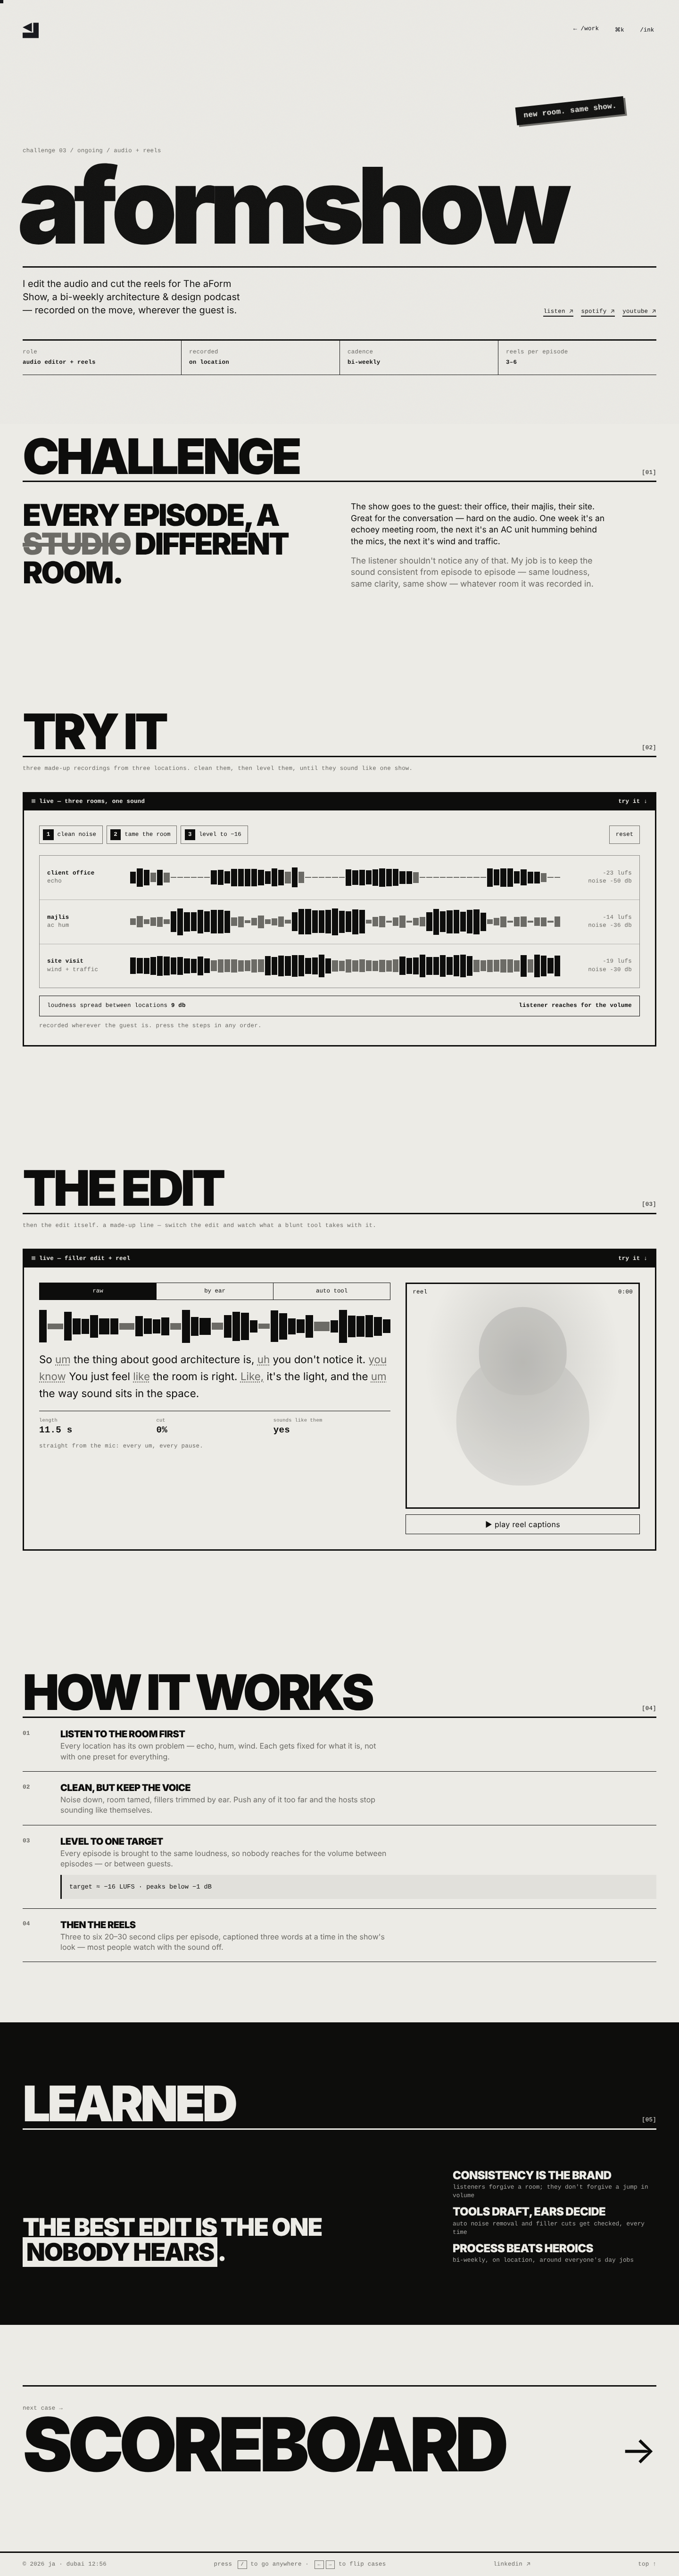 ← /work
⌘k
/ink
new room. same show.
challenge 03 / ongoing / audio + reels
aformshow
I edit the audio and cut the reels for The aForm
Show, a bi-weekly architecture & design podcast
— recorded on the move, wherever the guest is.
listen ↗ spotify ↗ youtube ↗
role
audio editor + reels
recorded
on location
cadence
bi-weekly
reels per episode
3–6
CHALLENGE
[01]
EVERY EPISODE, A
STUDIO DIFFERENT
ROOM.
The show goes to the guest: their office, their majlis, their site.
Great for the conversation — hard on the audio. One week it's an
echoey meeting room, the next it's an AC unit humming behind
the mics, the next it's wind and traffic.
The listener shouldn't notice any of that. My job is to keep the
sound consistent from episode to episode — same loudness,
same clarity, same show — whatever room it was recorded in.
TRY IT
[02]
three made-up recordings from three locations. clean them, then level them, until they sound like one show.
live — three rooms, one sound
try it ↓
1 clean noise
2 tame the room
3 level to −16
reset
client office
echo
-23 lufs
noise -50 db
majlis
ac hum
-14 lufs
noise -36 db
site visit
wind + traffic
-19 lufs
noise -30 db
loudness spread between locations 9 db
listener reaches for the volume
recorded wherever the guest is. press the steps in any order.
THE EDIT
[03]
then the edit itself. a made-up line — switch the edit and watch what a blunt tool takes with it.
live — filler edit + reel
try it ↓
raw
by ear
auto tool
So um the thing about good architecture is, uh you don't notice it. you
know You just feel like the room is right. Like, it's the light, and the um
the way sound sits in the space.
length
11.5 s
cut
0%
sounds like them
yes
straight from the mic: every um, every pause.
reel
0:00
▶ play reel captions
HOW IT WORKS
[04]
01
LISTEN TO THE ROOM FIRST
Every location has its own problem — echo, hum, wind. Each gets fixed for what it is, not
with one preset for everything.
02
CLEAN, BUT KEEP THE VOICE
Noise down, room tamed, fillers trimmed by ear. Push any of it too far and the hosts stop
sounding like themselves.
03
LEVEL TO ONE TARGET
Every episode is brought to the same loudness, so nobody reaches for the volume between
episodes — or between guests.
target = −16 LUFS · peaks below −1 dB
04
THEN THE REELS
Three to six 20–30 second clips per episode, captioned three words at a time in the show's
look — most people watch with the sound off.
LEARNED
[05]
THE BEST EDIT IS THE ONE
NOBODY HEARS.
CONSISTENCY IS THE BRAND
listeners forgive a room; they don't forgive a jump in
volume
TOOLS DRAFT, EARS DECIDE
auto noise removal and filler cuts get checked, every
time
PROCESS BEATS HEROICS
bi-weekly, on location, around everyone's day jobs
next case →
SCOREBOARD
→
© 2026 ja · dubai 12:56
press / to go anywhere · ← → to flip cases
linkedin ↗
top ↑